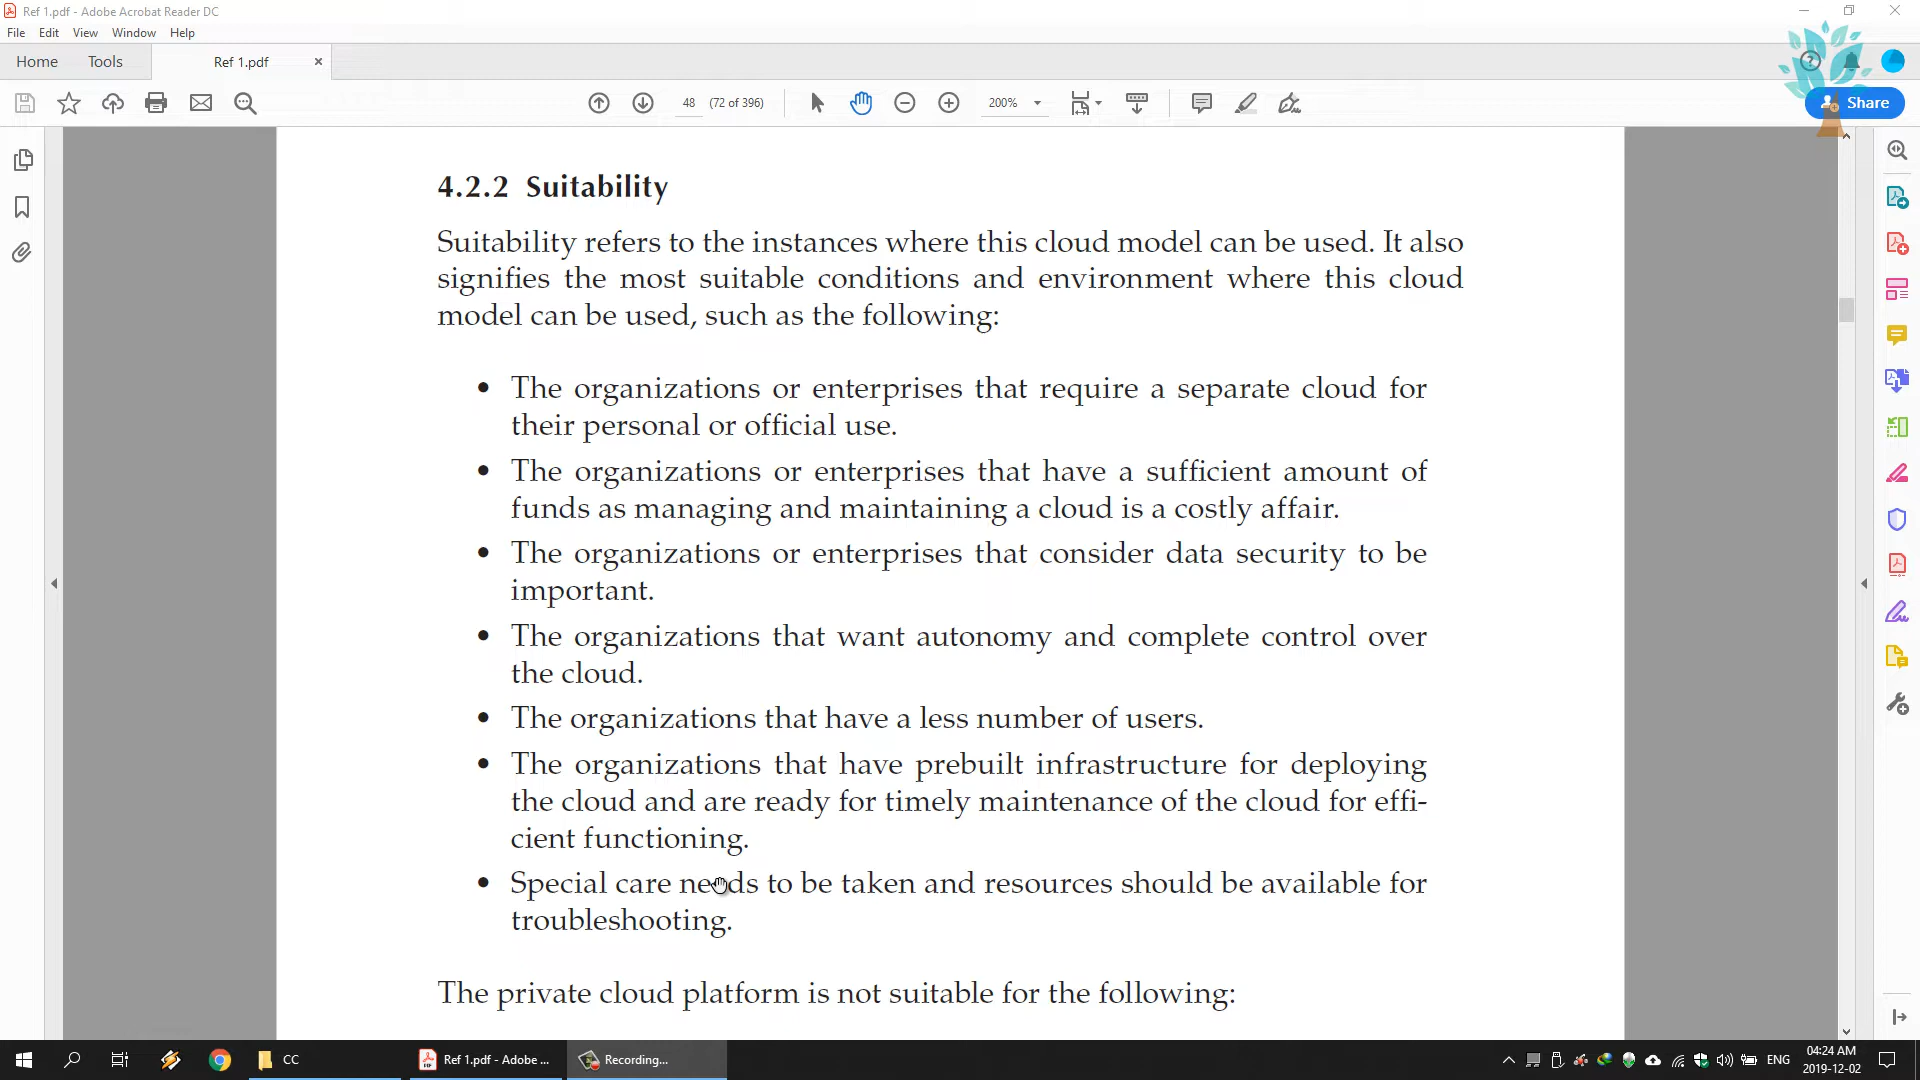 Ref 1.pdf - Adobe Acrobat Reader DC
File Edit View Window Help
Home Tools Ref 1.pdf
48 (72 of 396) 200% Share
4.2.2 Suitability
Suitability refers to the instances where this cloud model can be used. It also
signifies the most suitable conditions and environment where this cloud
model can be used, such as the following:
• The organizations or enterprises that require a separate cloud for
their personal or official use.
• The organizations or enterprises that have a sufficient amount of
funds as managing and maintaining a cloud is a costly affair.
• The organizations or enterprises that consider data security to be
important.
• The organizations that want autonomy and complete control over
the cloud.
• The organizations that have a less number of users.
• The organizations that have prebuilt infrastructure for deploying
the cloud and are ready for timely maintenance of the cloud for effi-
cient functioning.
• Special care needs to be taken and resources should be available for
troubleshooting.
The private cloud platform is not suitable for the following:
CC Ref 1.pdf - Adobe ... Recording... ENG 04:24 AM
2019-12-02